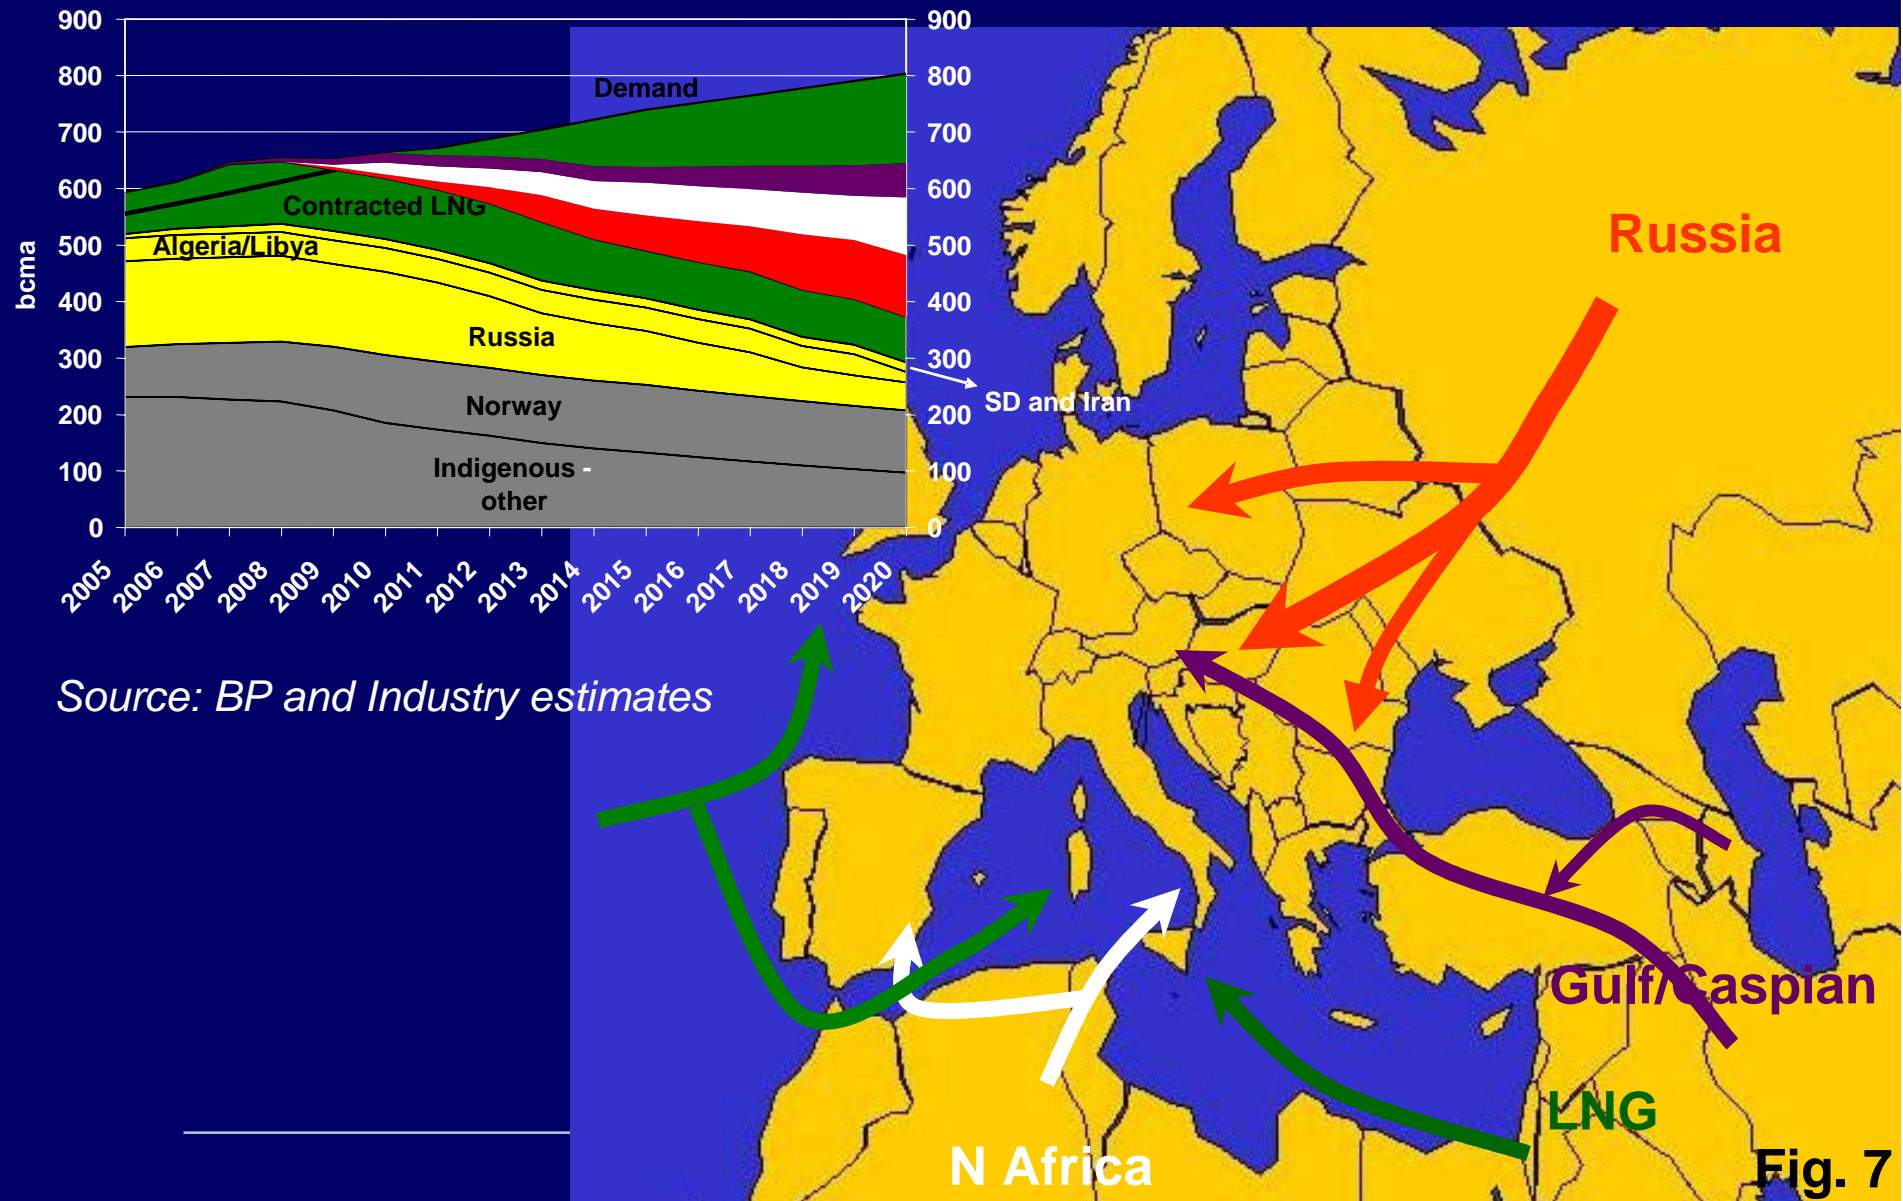 900
800
700
600
500
400
300
200
100
0
bcma
900
800
700
600
500
400
300
200
100
0
Demand
Contracted LNG
Algeria/Libya
Russia
Norway
Indigenous -
other
SD and Iran
2005
2006
2007
2008
2009
2010
2011
2012
2013
2014
2015
2016
2017
2018
2019
2020
Source: BP and Industry estimates
Russia
Gulf/Caspian
LNG
N Africa
Fig. 7